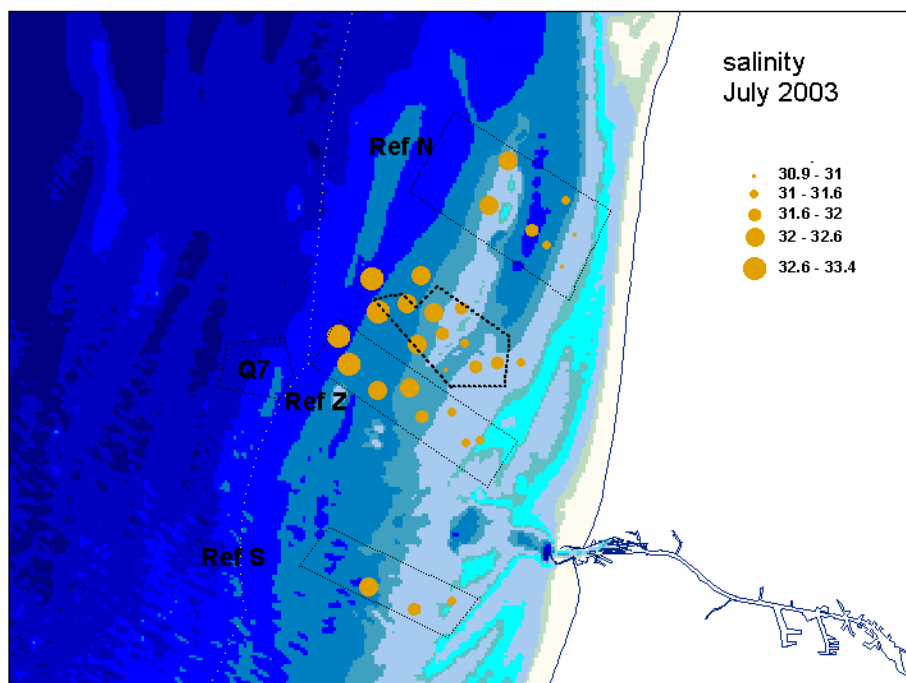 salinity
July 2003
Ref N
30.9 - 31
31 - 31.6
31.6 - 32
32 - 32.6
32.6 - 33.4
Q7
Ref Z
Ref S